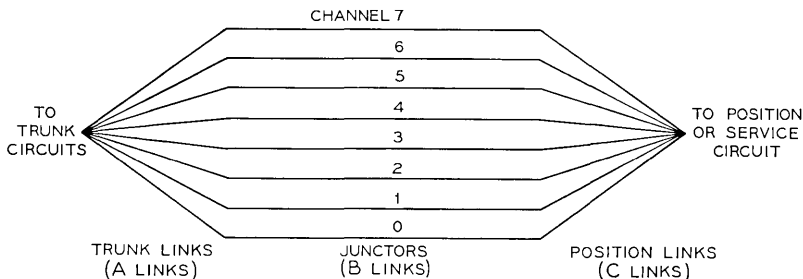 CHANNEL 7
6
5
4
3
2
1
0
TO
TRUNK
CIRCUITS
TO POSITION
OR SERVICE
CIRCUIT
TRUNK LINKS
(A LINKS)
JUNCTORS
(B LINKS)
POSITION LINKS
(C LINKS)